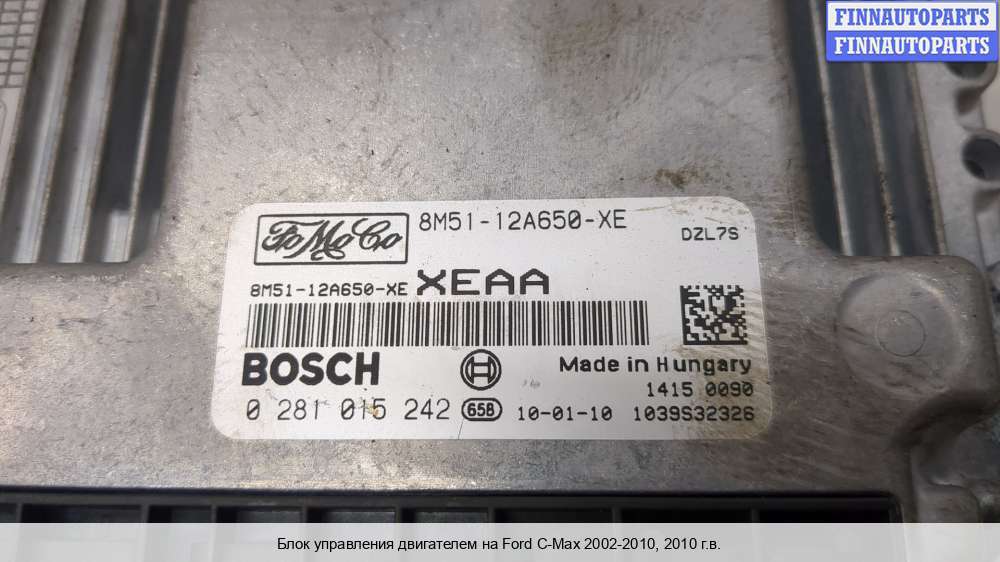 FINNAUTOPARTS
FINNAUTOPARTS
FoMoCo
8M51-12A650-XE
DZL7S
8M51-12A650-XE XEAA
BOSCH
Made in Hungary
1415 0090
0 281 015 242 65B 10-01-10 1039S32326
Блок управления двигателем на Ford C-Max 2002-2010, 2010 г.в.